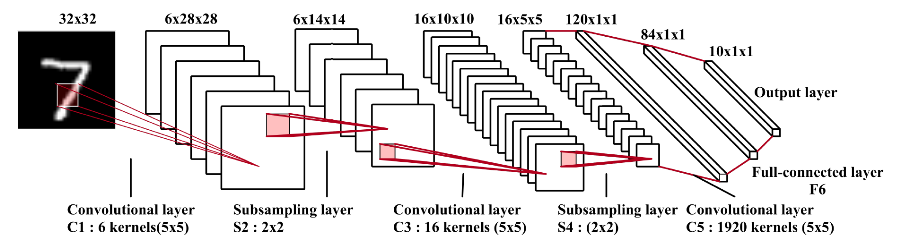 32x32
6x28x28
6x14x14
16x10x10
16x5x5
120x1x1
84x1x1
10x1x1
Output layer
Full-connected layer
F6
Convolutional layer
C1 : 6 kernels(5x5)
Subsampling layer
S2 : 2x2
Convolutional layer
C3 : 16 kernels (5x5)
Subsampling layer
S4 : (2x2)
Convolutional layer
C5 : 1920 kernels (5x5)
7